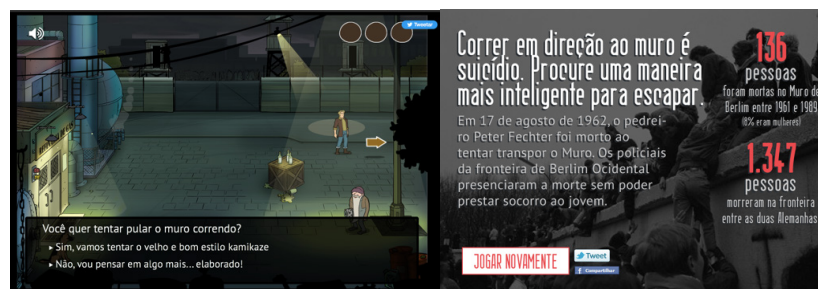 Tweetar
Você quer tentar pular o muro correndo?
Sim, vamos tentar o velho e bom estilo kamikaze
Não, vou pensar em algo mais... elaborado!
Correr em direção ao muro é
suicídio. Procure uma maneira
mais inteligente para escapar.
Em 17 de agosto de 1962, o pedrei-
ro Peter Fechter foi morto ao
tentar transpor o Muro. Os policiais
da fronteira de Berlim Ocidental
presenciaram a morte sem poder
prestar socorro ao jovem.
JOGAR NOVAMENTE
Tweet
Compartilhar
136
pessoas
foram mortas no Muro de
Berlim entre 1961 e 1989
(8% eram mulheres)
1.347
pessoas
morreram na fronteira
entre as duas Alemanhas